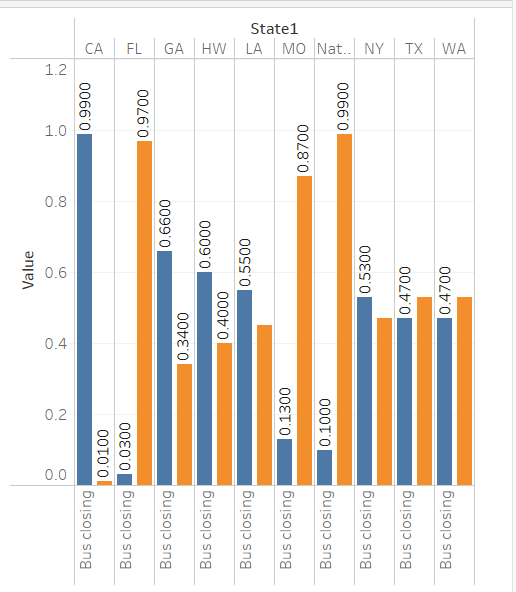 State1
CA FL GA HW LA MO Nat.. NY TX WA
Value
1.2
1.0
0.8
0.6
0.4
0.2
0.0
0.9900
0.0100
0.0300
0.9700
0.6600
0.3400
0.6000
0.4000
0.5500
0.1300
0.8700
0.1000
0.9900
0.5300
0.4700
0.4700
Bus closing
Bus closing
Bus closing
Bus closing
Bus closing
Bus closing
Bus closing
Bus closing
Bus closing
Bus closing